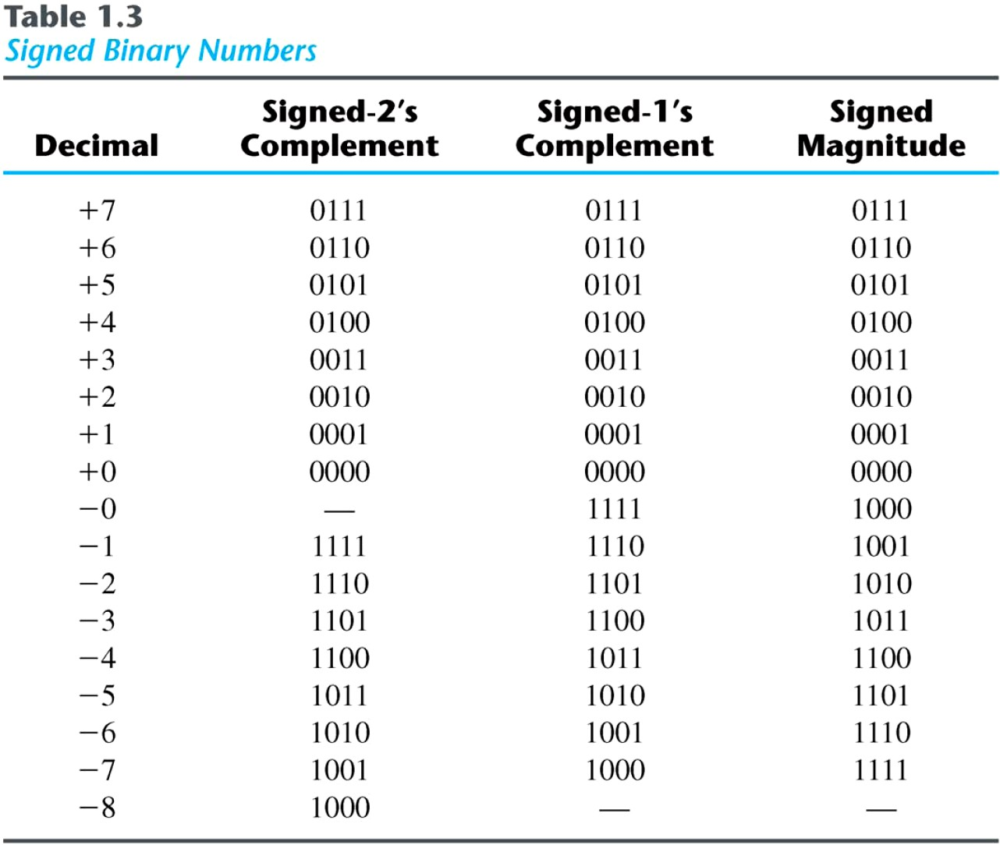 Table 1.3
Signed Binary Numbers
Decimal Signed-2's Complement Signed-1's Complement Signed Magnitude
+7 0111 0111 0111
+6 0110 0110 0110
+5 0101 0101 0101
+4 0100 0100 0100
+3 0011 0011 0011
+2 0010 0010 0010
+1 0001 0001 0001
+0 0000 0000 0000
−0 — 1111 1000
−1 1111 1110 1001
−2 1110 1101 1010
−3 1101 1100 1011
−4 1100 1011 1100
−5 1011 1010 1101
−6 1010 1001 1110
−7 1001 1000 1111
−8 1000 — —